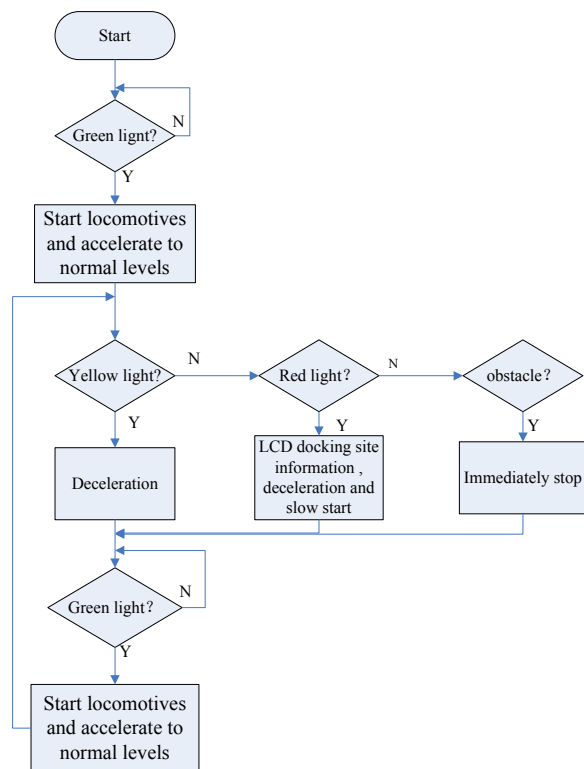 Start
Green lignt?
N
Y
Start locomotives
and accelerate to
normal levels
Yellow light?
N
Red light?
N
obstacle?
Y
Y
Y
Deceleration
LCD docking site
information ,
deceleration and
slow start
Immediately stop
Green light?
N
Y
Start locomotives
and accelerate to
normal levels